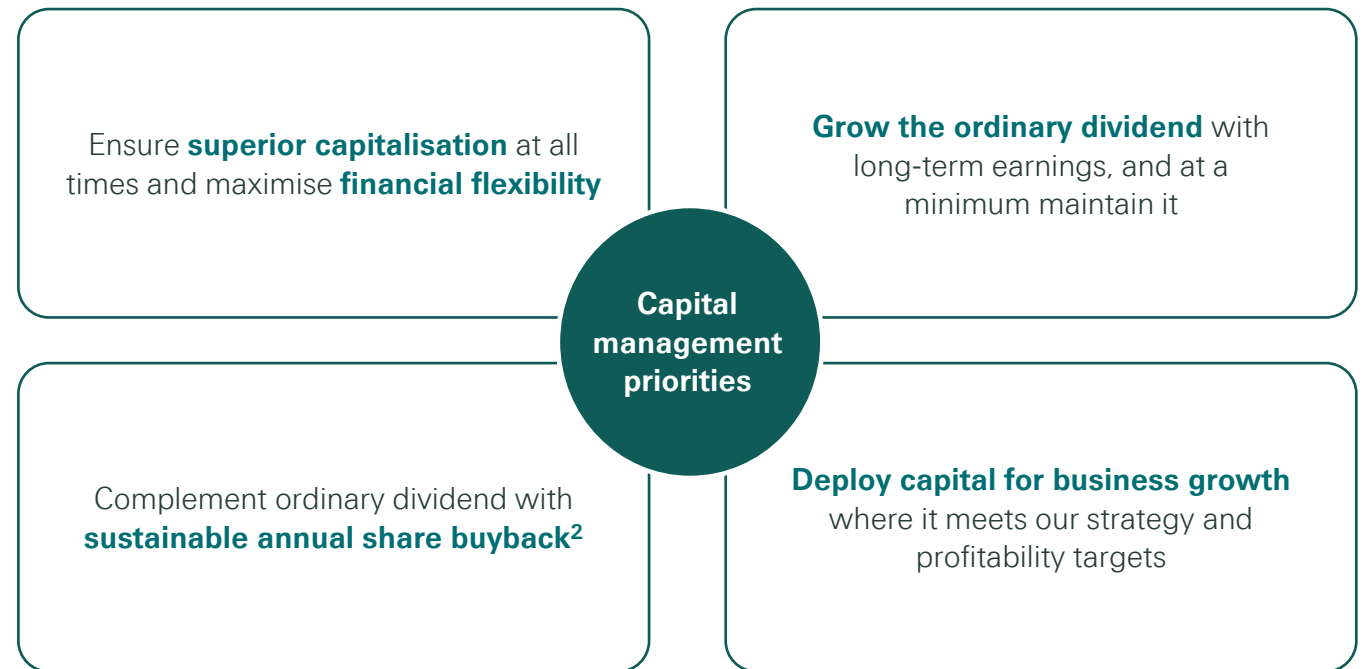 Ensure superior capitalisation at all
times and maximise financial flexibility
Grow the ordinary dividend with
long-term earnings, and at a
minimum maintain it
Capital
management
priorities
Complement ordinary dividend with
sustainable annual share buyback²
Deploy capital for business growth
where it meets our strategy and
profitability targets